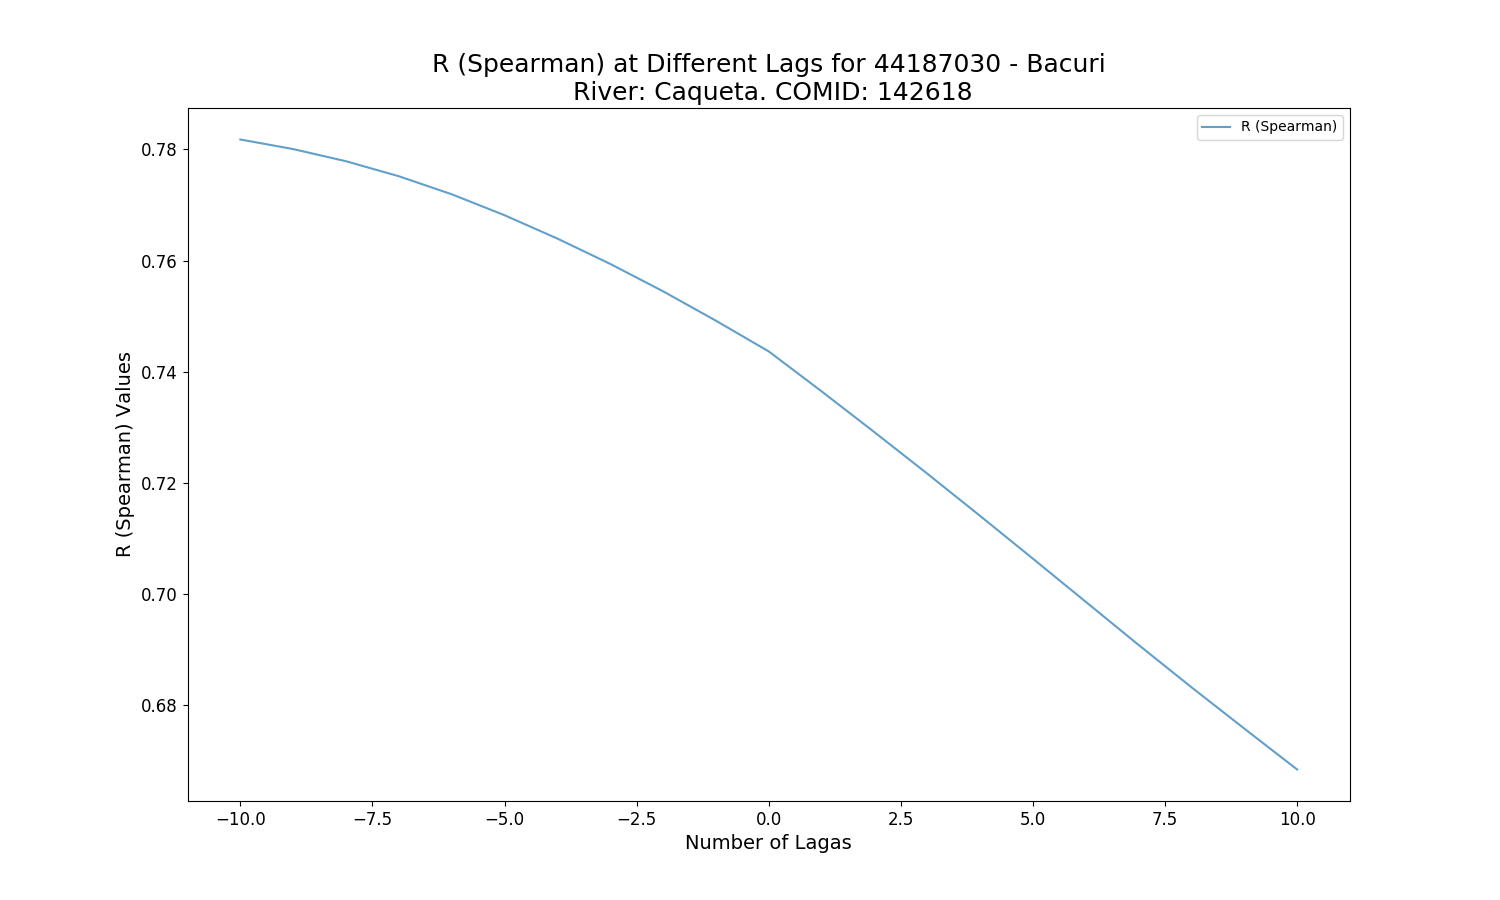 R (Spearman) at Different Lags for 44187030 - Bacuri
River: Caqueta. COMID: 142618
R (Spearman)
R (Spearman) Values
0.78
0.76
0.74
0.72
0.70
0.68
−10.0 −7.5 −5.0 −2.5 0.0 2.5 5.0 7.5 10.0
Number of Lagas